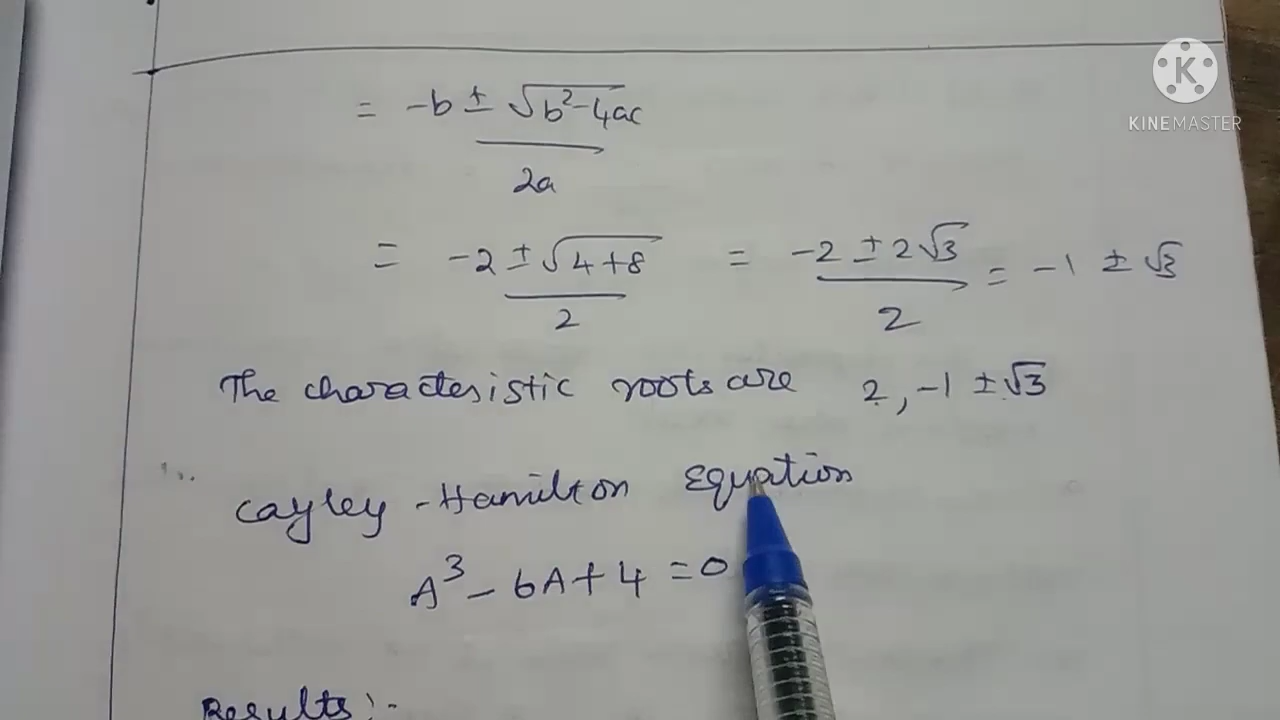 K
KINEMASTER
= -b ± √b²-4ac / 2a
= -2 ± √4+8 / 2 = -2 ± 2√3 / 2 = -1 ± √3
The characteristic roots are 2, -1 ± √3
Cayley-Hamilton Equation
A³ - 6A + 4 = 0
Results:-